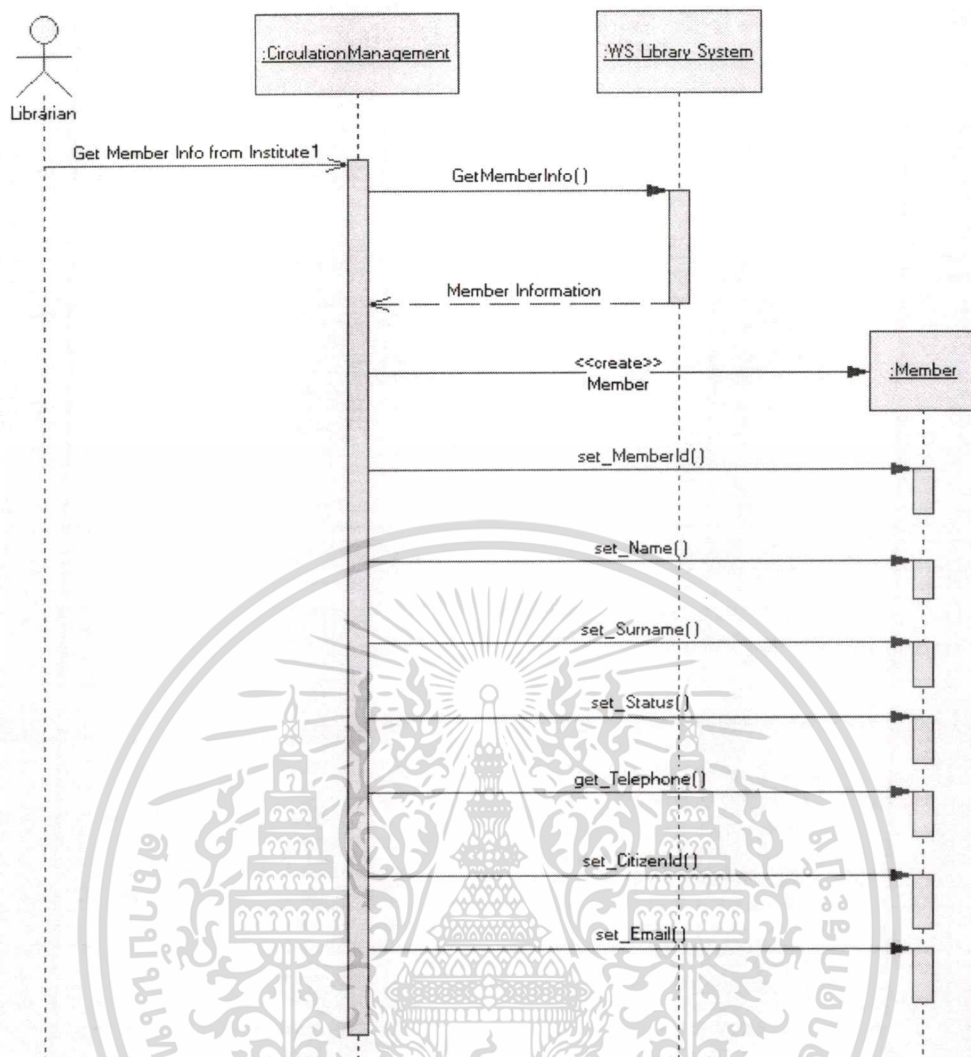 :CirculationManagement
:WS Library System
Librarian
Get Member Info from Institute1
GetMemberInfo()
Member Information
<<create>>
Member
:Member
set_MemberId()
set_Name()
set_Surname()
set_Status()
get_Telephone()
set_CitizenId()
set_Email()